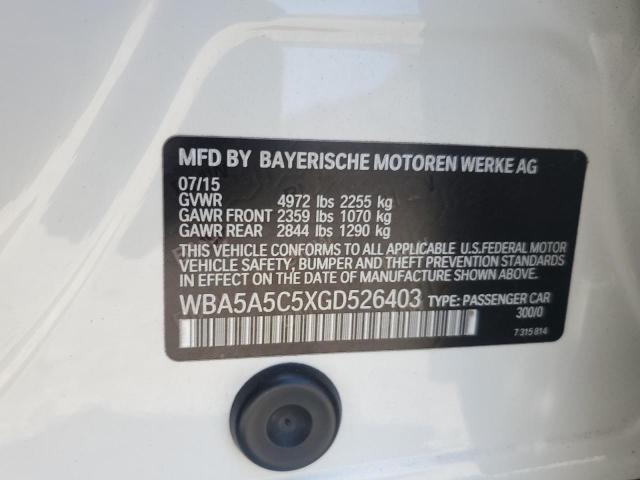 MFD BY BAYERISCHE MOTOREN WERKE AG
07/15
GVWR 4972 lbs 2255 kg
GAWR FRONT 2359 lbs 1070 kg
GAWR REAR 2844 lbs 1290 kg
THIS VEHICLE CONFORMS TO ALL APPLICABLE U.S.FEDERAL MOTOR
VEHICLE SAFETY, BUMPER AND THEFT PREVENTION STANDARDS
IN EFFECT ON THE DATE OF MANUFACTURE SHOWN ABOVE.
WBA5A5C5XGD526403 TYPE: PASSENGER CAR
300/0
7 315 814